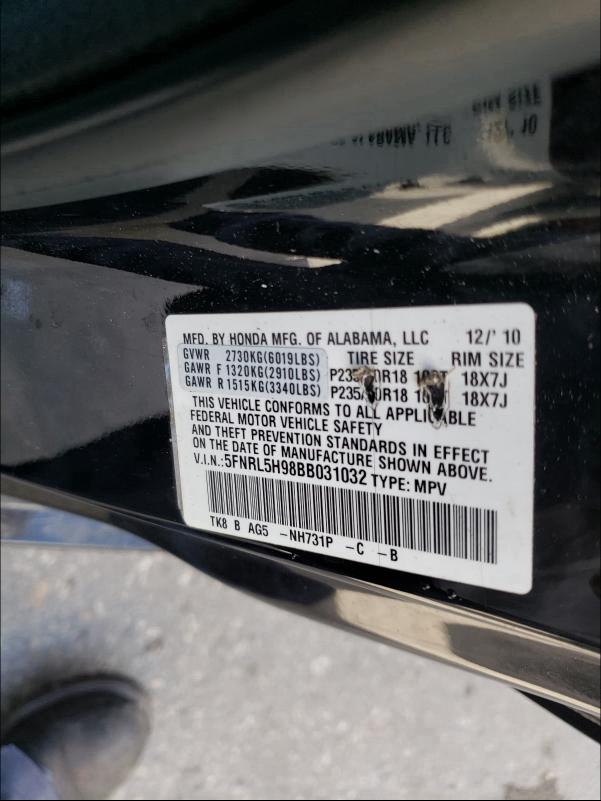 MFD. BY HONDA MFG. OF ALABAMA, LLC 12/' 10
GVWR 2730KG(6019LBS) TIRE SIZE RIM SIZE
GAWR F 1320KG(2910LBS) 18X7J
GAWR R 1515KG(3340LBS) 18X7J
THIS VEHICLE CONFORMS TO ALL APPLICABLE
FEDERAL MOTOR VEHICLE SAFETY
AND THEFT PREVENTION STANDARDS IN EFFECT
ON THE DATE OF MANUFACTURE SHOWN ABOVE.
V.I.N.:5FNRL5H98BB031032 TYPE: MPV
TK8 B AG5 -NH731P -C -B